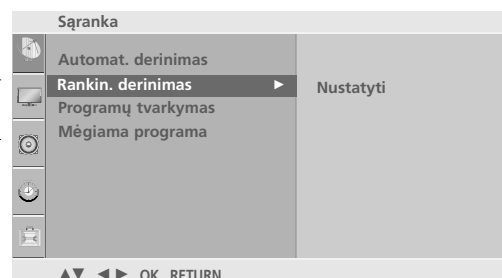 Sąranka
Automat. derinimas
Rankin. derinimas ► Nustatyti
Programų tvarkymas
Mėgiama programa
▲▼ ◄ ► OK RETURN